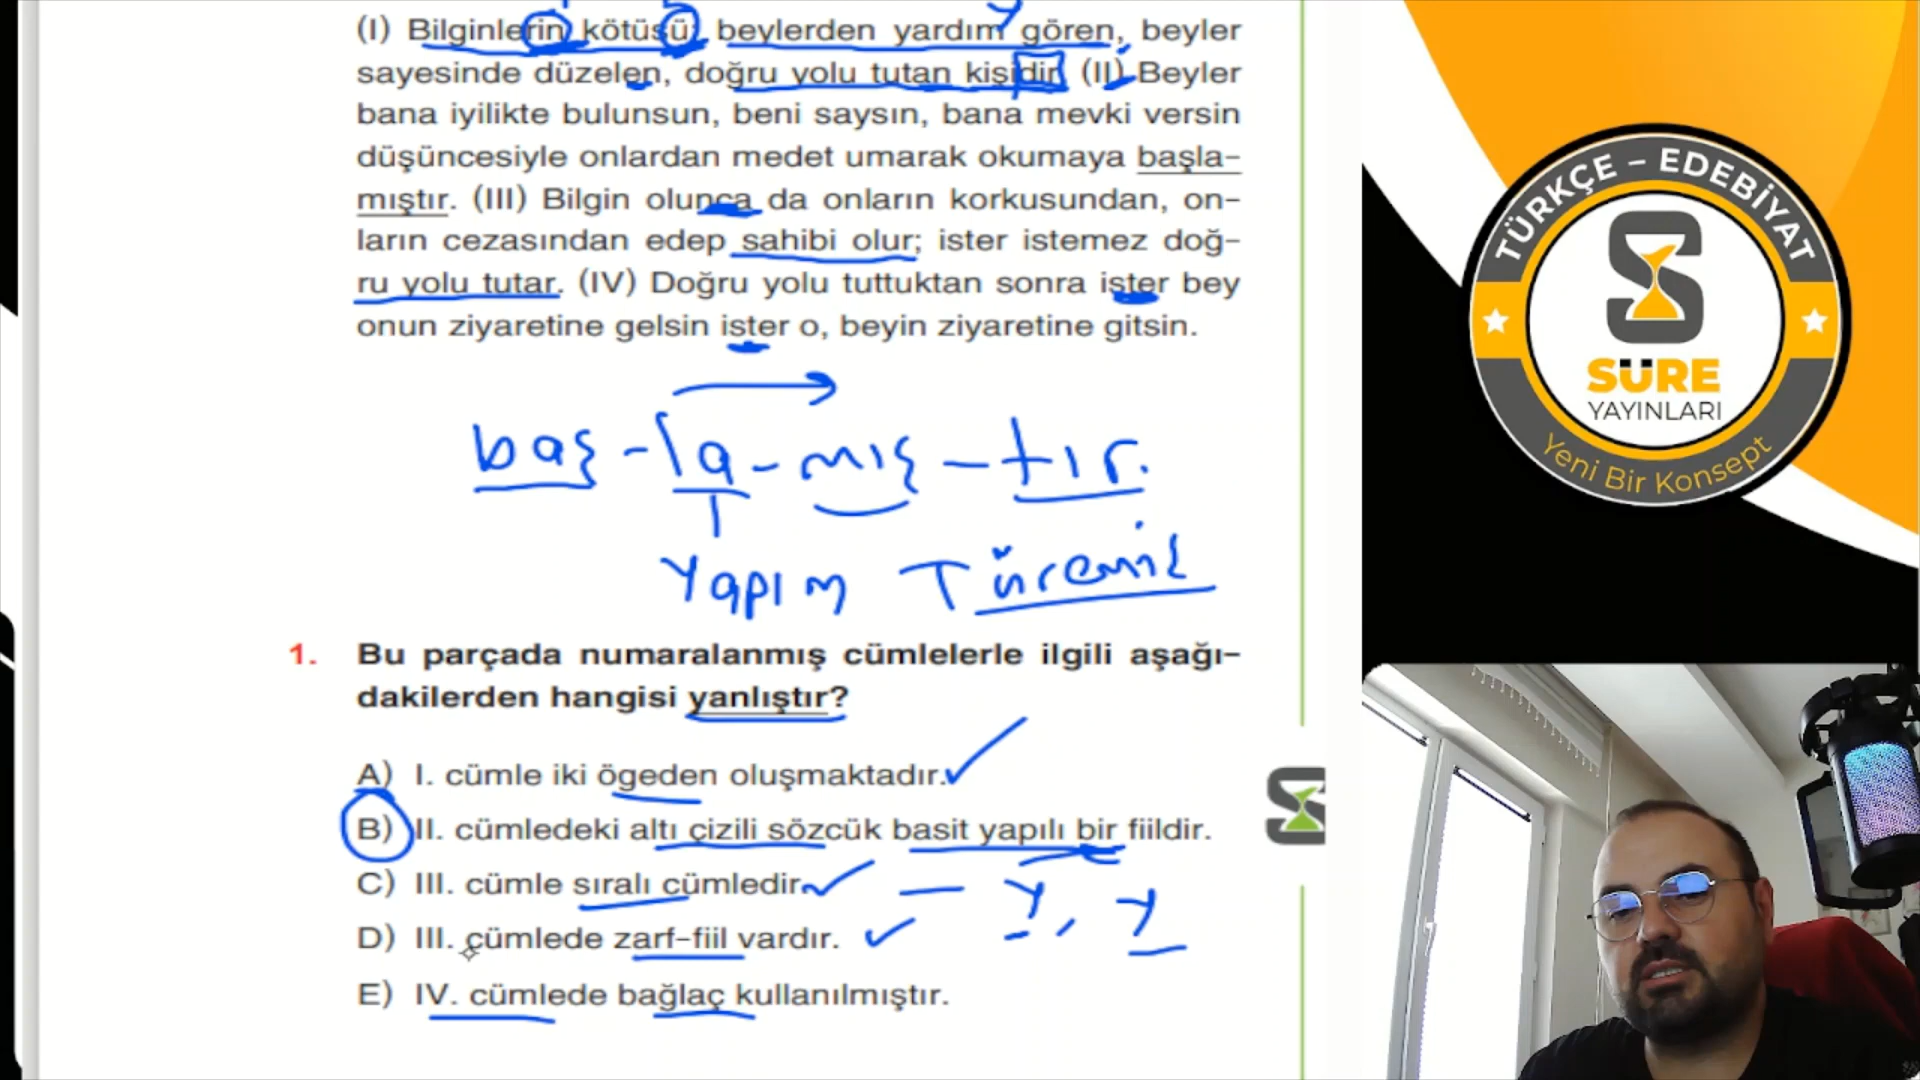 (I) Bilginlerin kötüsü; beylerden yardım gören, beyler
sayesinde düzelen, doğru yolu tutan kişidir. (II) Beyler
bana iyilikte bulunsun, beni saysın, bana mevki versin
düşüncesiyle onlardan medet umarak okumaya başla-
mıştır. (III) Bilgin olunca da onların korkusundan, on-
ların cezasından edep sahibi olur; ister istemez doğ-
ru yolu tutar. (IV) Doğru yolu tuttuktan sonra ister bey
onun ziyaretine gelsin ister o, beyin ziyaretine gitsin.
baş - la - mış - tır.
Yapım Türemiş
1. Bu parçada numaralanmış cümlelerle ilgili aşağı-
dakilerden hangisi yanlıştır?
A) I. cümle iki ögeden oluşmaktadır.
B) II. cümledeki altı çizili sözcük basit yapılı bir fiildir.
C) III. cümle sıralı cümledir.
D) III. cümlede zarf-fiil vardır.
E) IV. cümlede bağlaç kullanılmıştır.
y, y
TÜRKÇE – EDEBİYAT
SÜRE
YAYINLARI
Yeni Bir Konsept